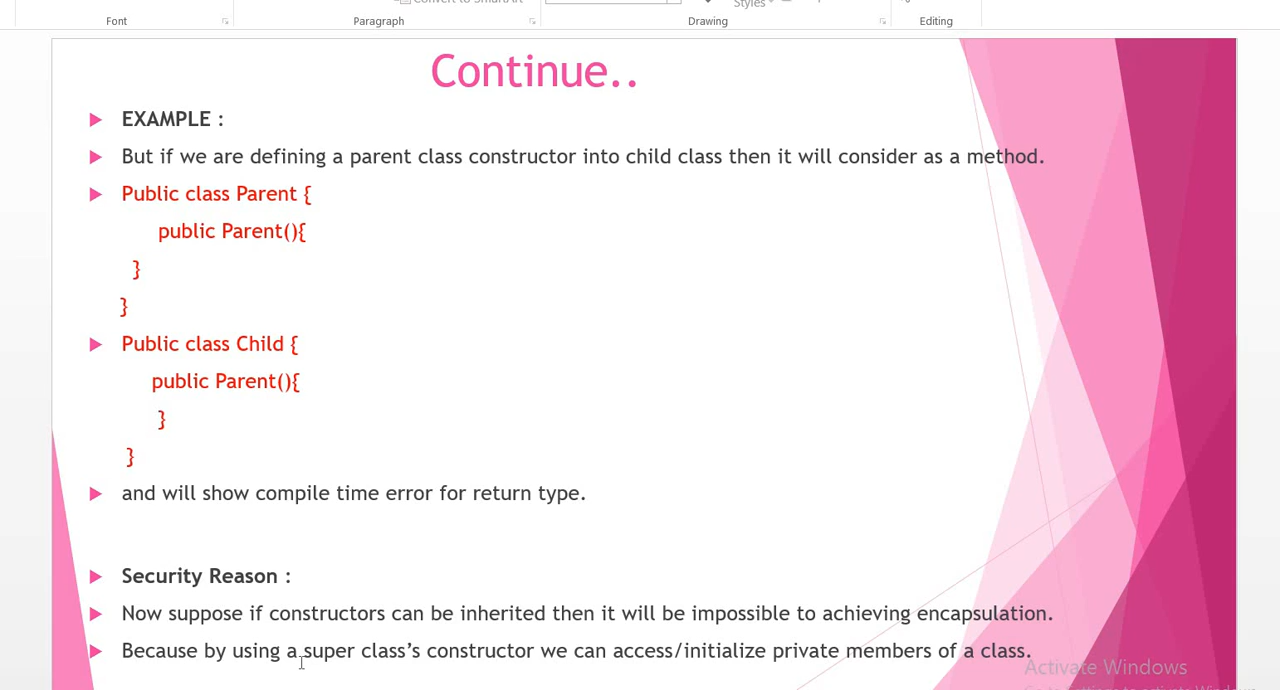 Font Paragraph Drawing Editing
Styles
Continue..
EXAMPLE :
But if we are defining a parent class constructor into child class then it will consider as a method.
Public class Parent {
public Parent(){
}
}
Public class Child {
public Parent(){
}
}
and will show compile time error for return type.
Security Reason :
Now suppose if constructors can be inherited then it will be impossible to achieving encapsulation.
Because by using a super class’s constructor we can access/initialize private members of a class.
Activate Windows